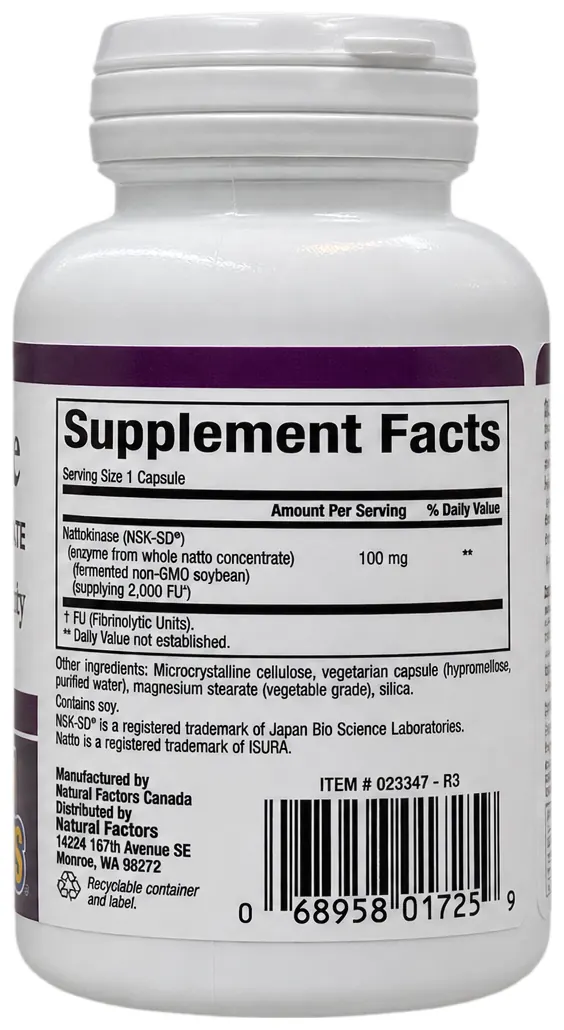 Supplement Facts
Serving Size 1 Capsule
Amount Per Serving % Daily Value
Nattokinase (NSK-SD®)
(enzyme from whole natto concentrate) 100 mg **
(fermented non-GMO soybean)
(supplying 2,000 FU†)
† FU (Fibrinolytic Units).
** Daily Value not established.
Other ingredients: Microcrystalline cellulose, vegetarian capsule (hypromellose,
purified water), magnesium stearate (vegetable grade), silica.
Contains soy.
NSK-SD® is a registered trademark of Japan Bio Science Laboratories.
Natto is a registered trademark of ISURA.
Manufactured by
Natural Factors Canada
Distributed by
Natural Factors
14224 167th Avenue SE
Monroe, WA 98272
Recyclable container
and label.
ITEM # 023347 - R3
0 68958 01725 9